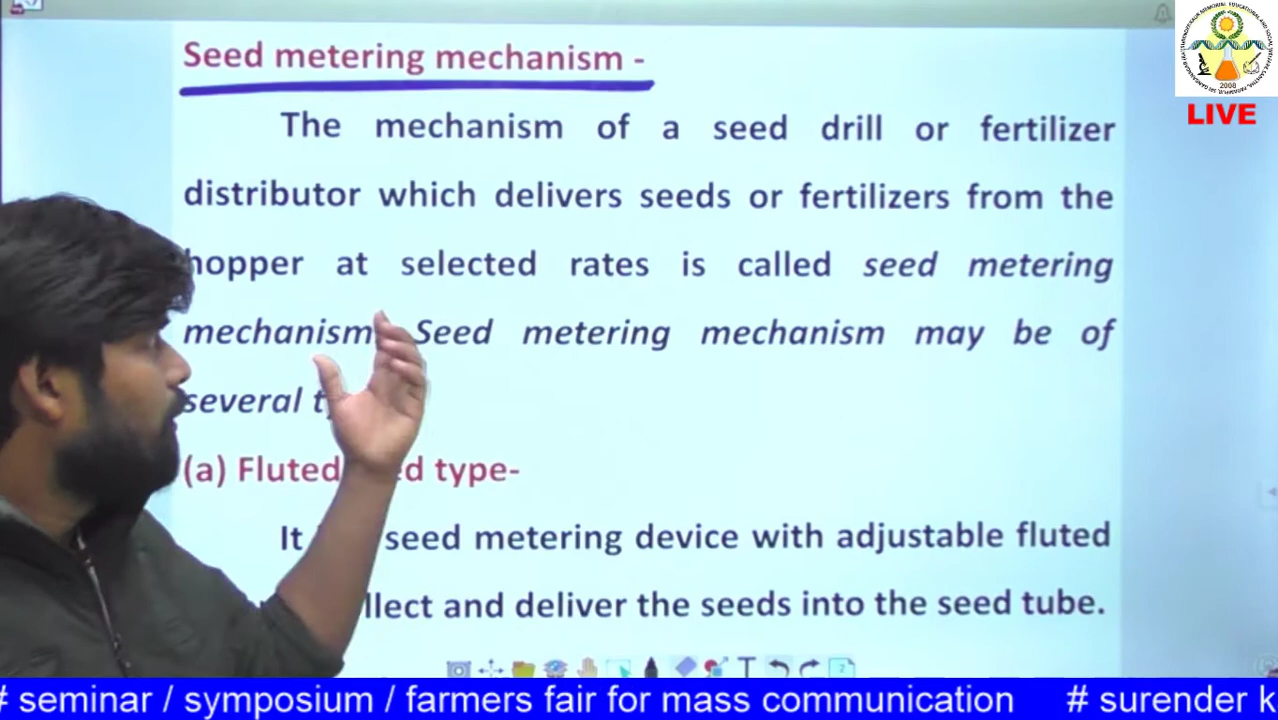 Seed metering mechanism -
The mechanism of a seed drill or fertilizer
distributor which delivers seeds or fertilizers from the
hopper at selected rates is called seed metering
mechanism Seed metering mechanism may be of
several
(a) Fluted type-
It seed metering device with adjustable fluted
and deliver the seeds into the seed tube.
2008
LIVE
# seminar / symposium / farmers fair for mass communication # surender k